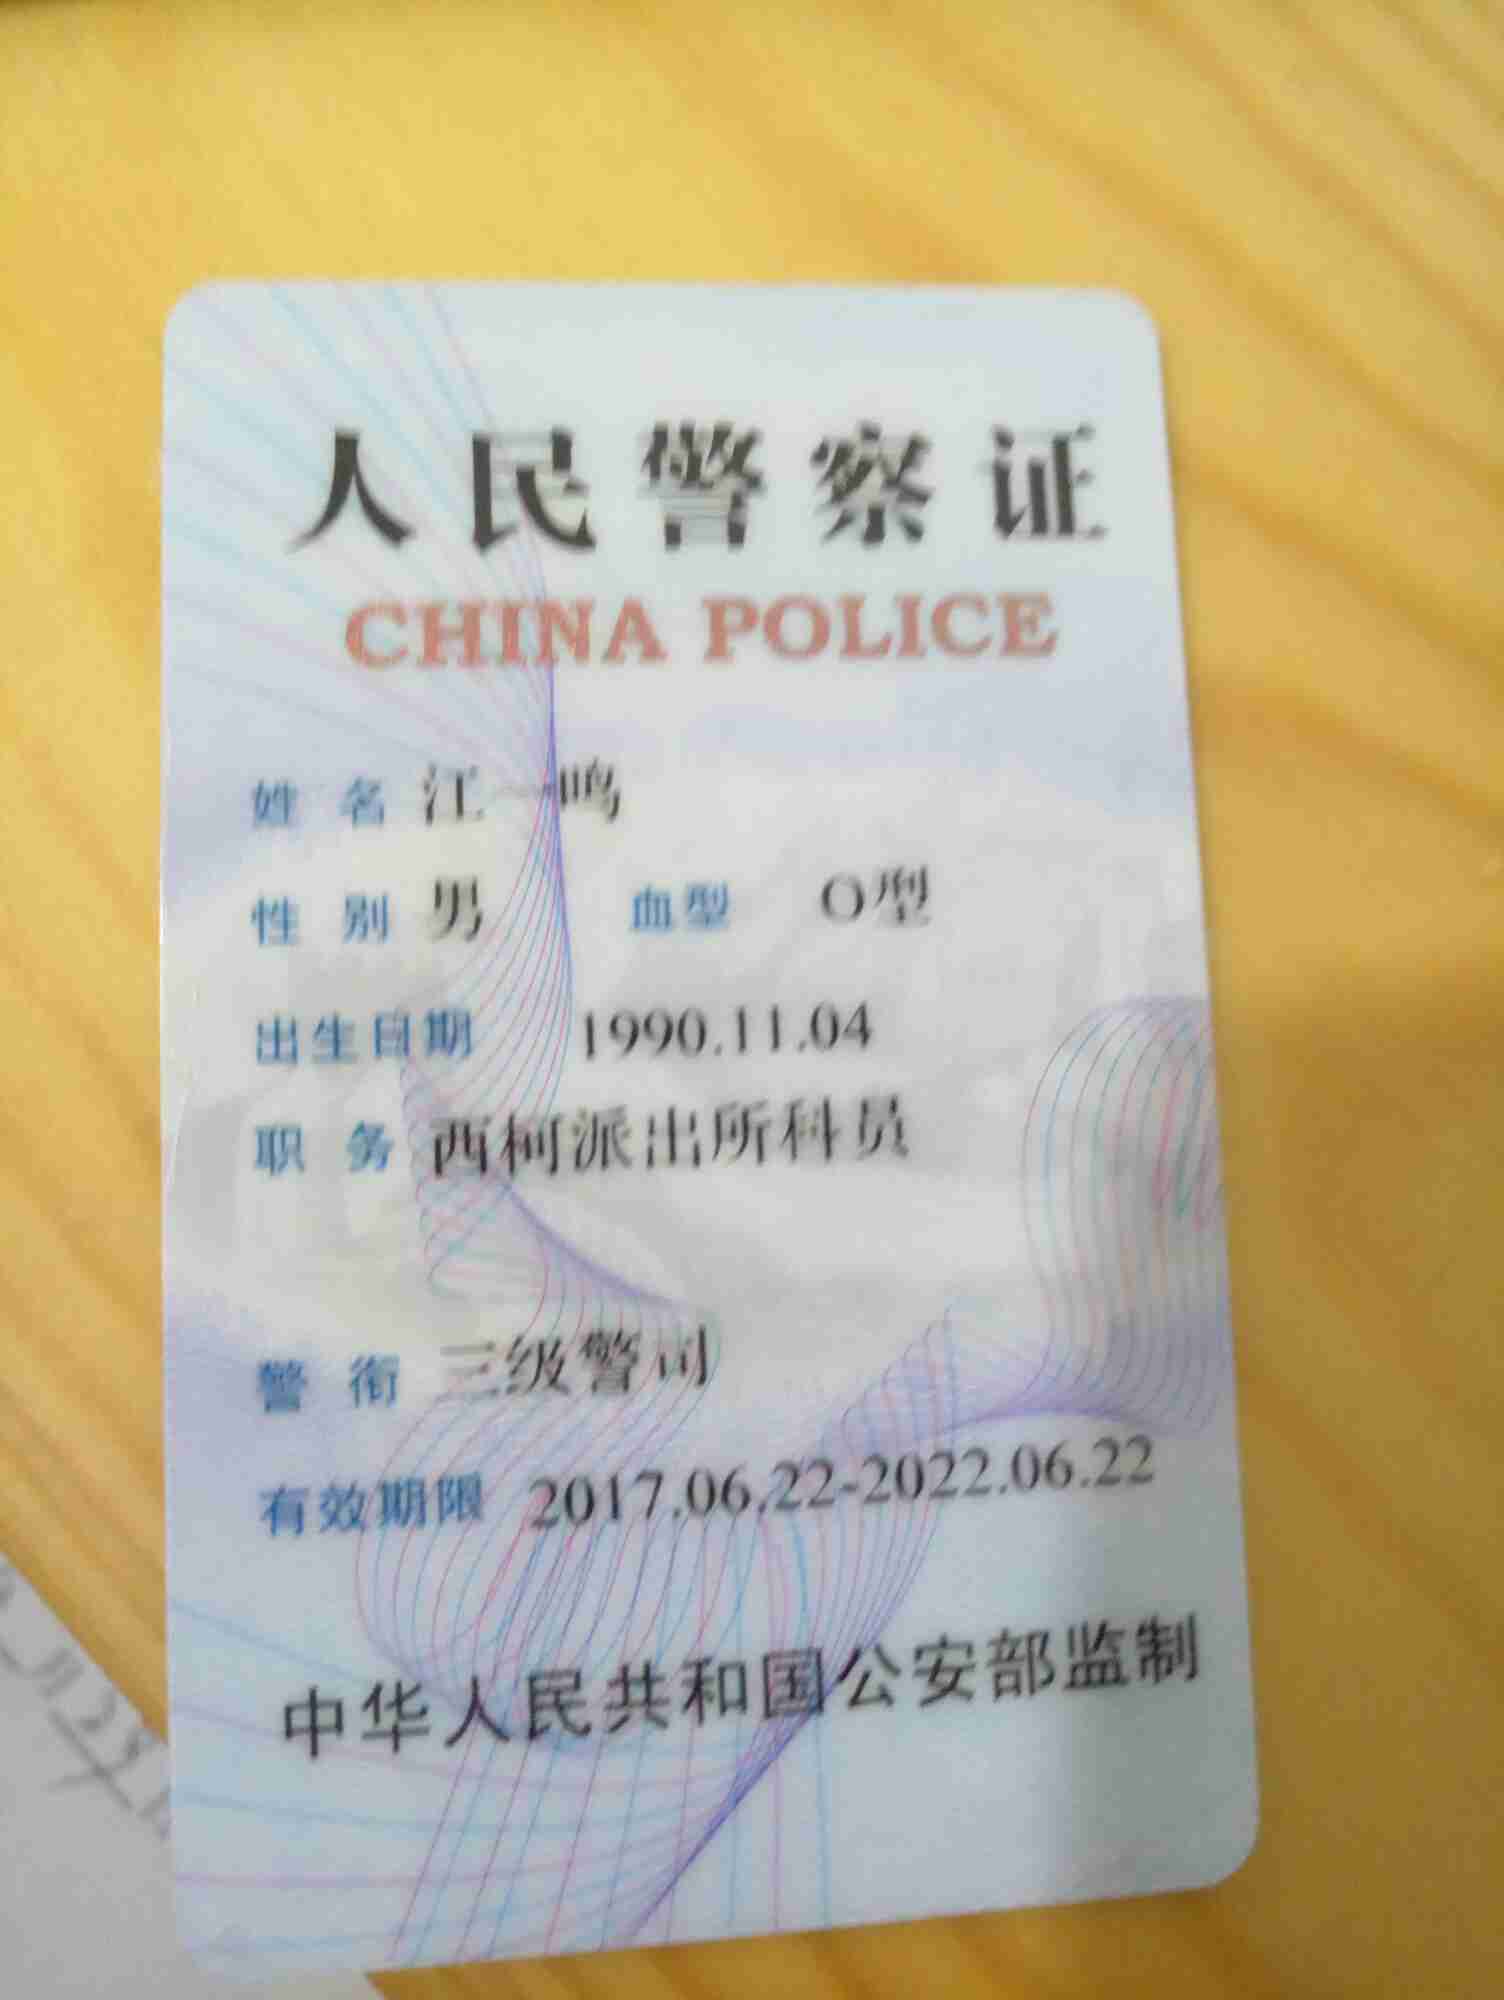 人民警察证
CHINA POLICE
姓 名 江一鸣
性 别 男 血型 O型
出生日期 1990.11.04
职 务 西柯派出所科员
警 衔 三级警司
有效期限 2017.06.22-2022.06.22
中华人民共和国公安部监制